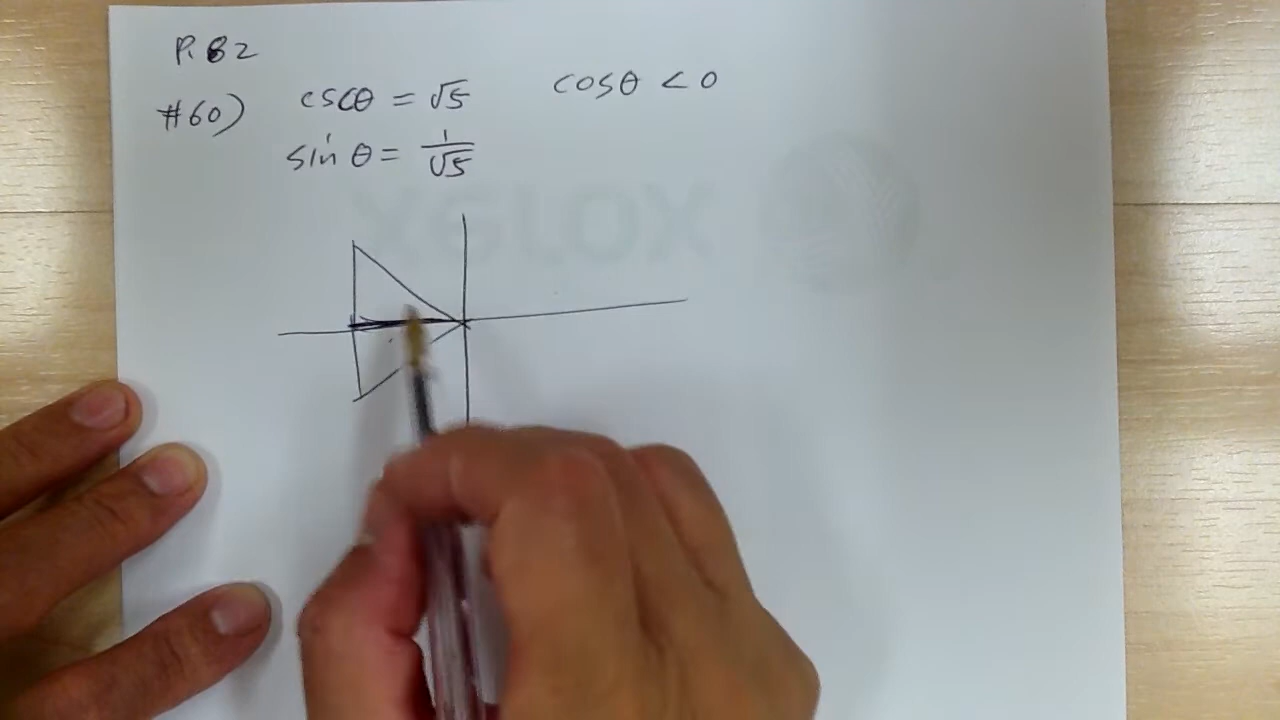 P. 82
#60) cscθ = √5 cosθ < 0
sin θ = 1/√5